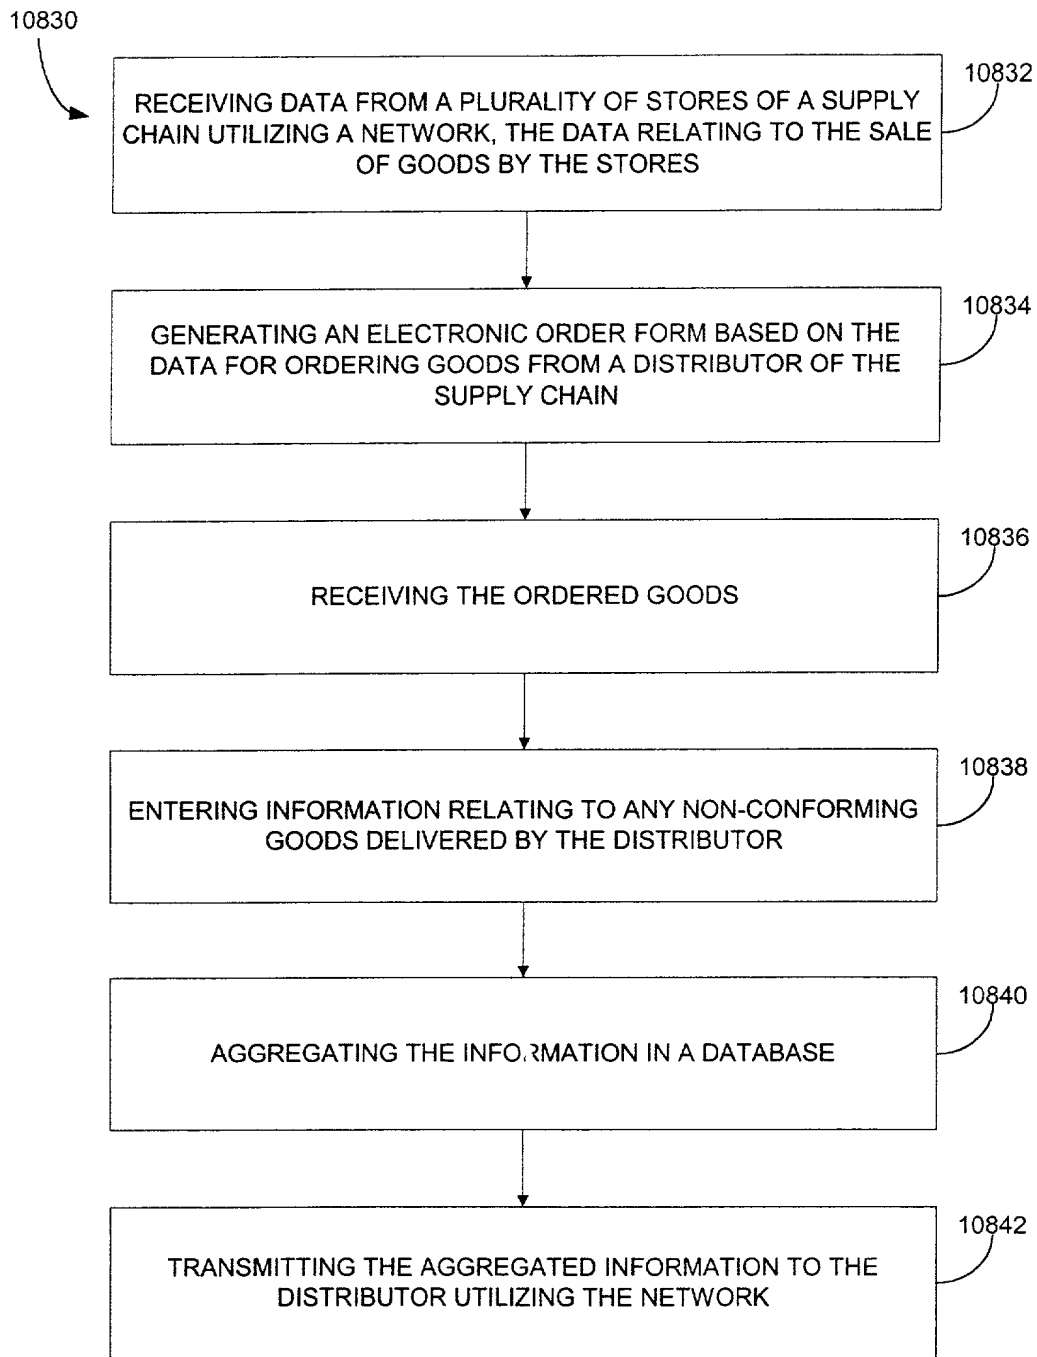 10830
10832
RECEIVING DATA FROM A PLURALITY OF STORES OF A SUPPLY
CHAIN UTILIZING A NETWORK, THE DATA RELATING TO THE SALE
OF GOODS BY THE STORES
10834
GENERATING AN ELECTRONIC ORDER FORM BASED ON THE
DATA FOR ORDERING GOODS FROM A DISTRIBUTOR OF THE
SUPPLY CHAIN
10836
RECEIVING THE ORDERED GOODS
10838
ENTERING INFORMATION RELATING TO ANY NON-CONFORMING
GOODS DELIVERED BY THE DISTRIBUTOR
10840
AGGREGATING THE INFORMATION IN A DATABASE
10842
TRANSMITTING THE AGGREGATED INFORMATION TO THE
DISTRIBUTOR UTILIZING THE NETWORK